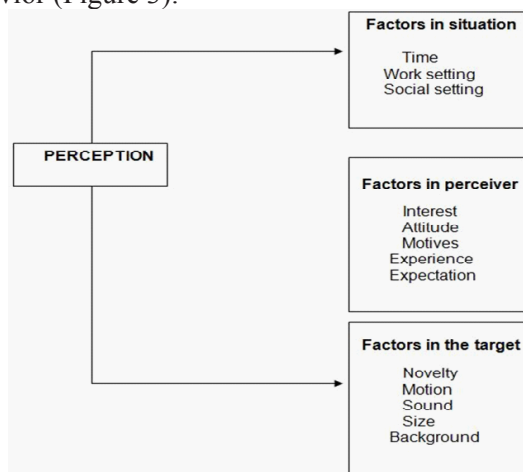 vior (Figure 3).
Factors in situation
Time
Work setting
Social setting
PERCEPTION
Factors in perceiver
Interest
Attitude
Motives
Experience
Expectation
Factors in the target
Novelty
Motion
Sound
Size
Background